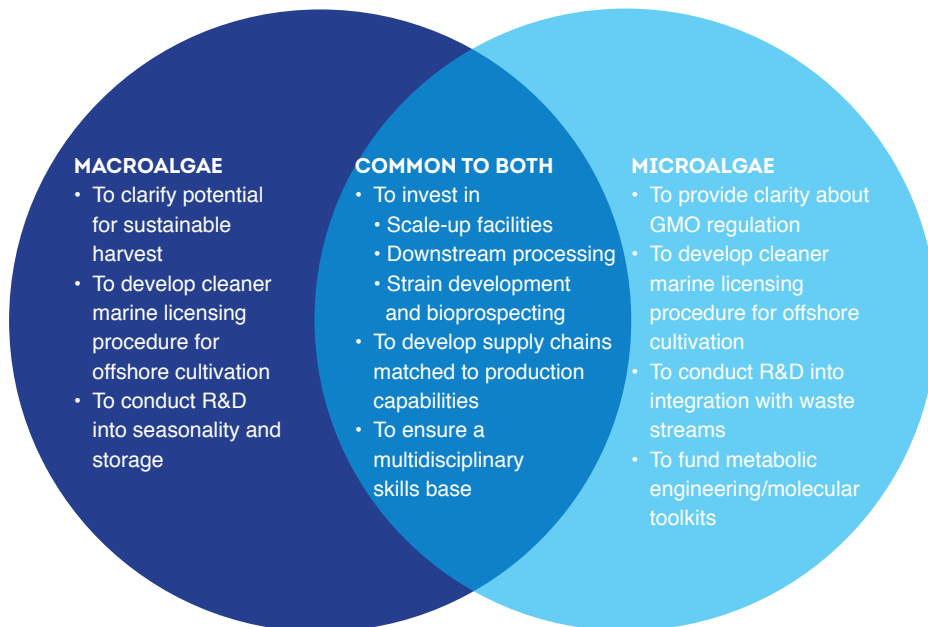 MACROALGAE
• To clarify potential
for sustainable
harvest
• To develop cleaner
marine licensing
procedure for
offshore cultivation
• To conduct R&D
into seasonality and
storage
COMMON TO BOTH
• To invest in
• Scale-up facilities
• Downstream processing
• Strain development
and bioprospecting
• To develop supply chains
matched to production
capabilities
• To ensure a
multidisciplinary
skills base
MICROALGAE
• To provide clarity about
GMO regulation
• To develop cleaner
marine licensing
procedure for offshore
cultivation
• To conduct R&D into
integration with waste
streams
• To fund metabolic
engineering/molecular
toolkits